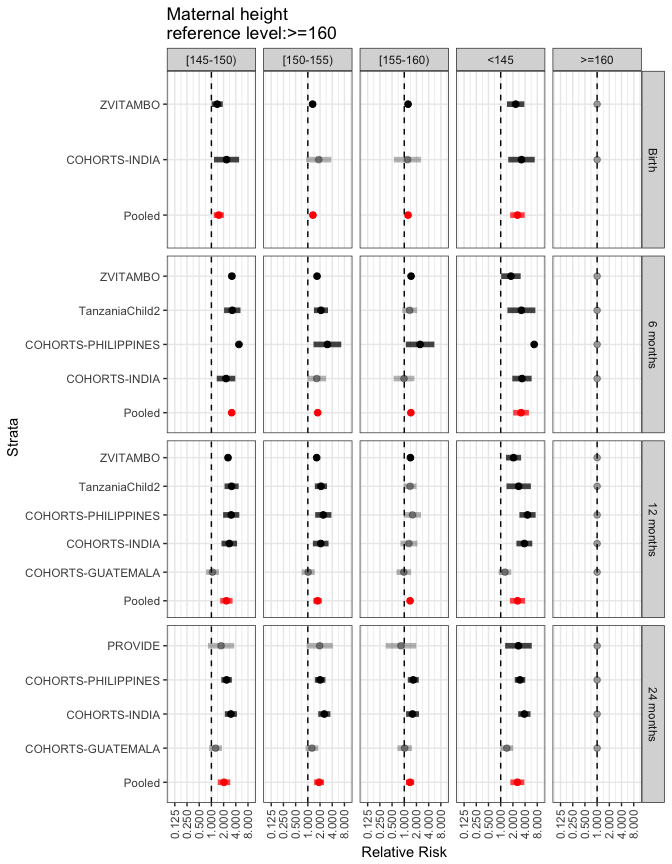 Maternal height
reference level:>=160
[145-150) [150-155) [155-160) <145 >=160
ZVITAMBO
COHORTS-INDIA
Pooled
Birth
ZVITAMBO
TanzaniaChild2
COHORTS-PHILIPPINES
COHORTS-INDIA
Pooled
6 months
ZVITAMBO
TanzaniaChild2
COHORTS-PHILIPPINES
COHORTS-INDIA
COHORTS-GUATEMALA
Pooled
12 months
PROVIDE
COHORTS-PHILIPPINES
COHORTS-INDIA
COHORTS-GUATEMALA
Pooled
24 months
Strata
0.125 0.250 0.500 1.000 2.000 4.000 8.000 0.125 0.250 0.500 1.000 2.000 4.000 8.000 0.125 0.250 0.500 1.000 2.000 4.000 8.000 0.125 0.250 0.500 1.000 2.000 4.000 8.000 0.125 0.250 0.500 1.000 2.000 4.000 8.000
Relative Risk